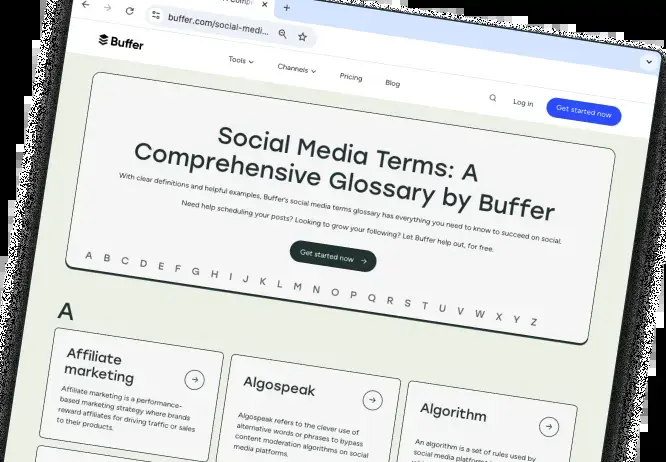 buffer.com/social-medi...
Buffer
Tools
Channels
Pricing
Blog
Log in
Get started now
Social Media Terms: A
Comprehensive Glossary by Buffer
With clear definitions and helpful examples, Buffer's social media terms glossary has everything you need to know to succeed on social.
Need help scheduling your posts? Looking to grow your following? Let Buffer help out, for free.
Get started now →
A B C D E F G H I J K L M N O P Q R S T U V W X Y Z
A
Affiliate
marketing
Affiliate marketing is a performance-
based marketing strategy where brands
reward affiliates for driving traffic or sales
to their products.
Algospeak
Algospeak refers to the clever use of
alternative words or phrases to bypass
content moderation algorithms on social
media platforms.
Algorithm
An algorithm is a set of rules used by
social media